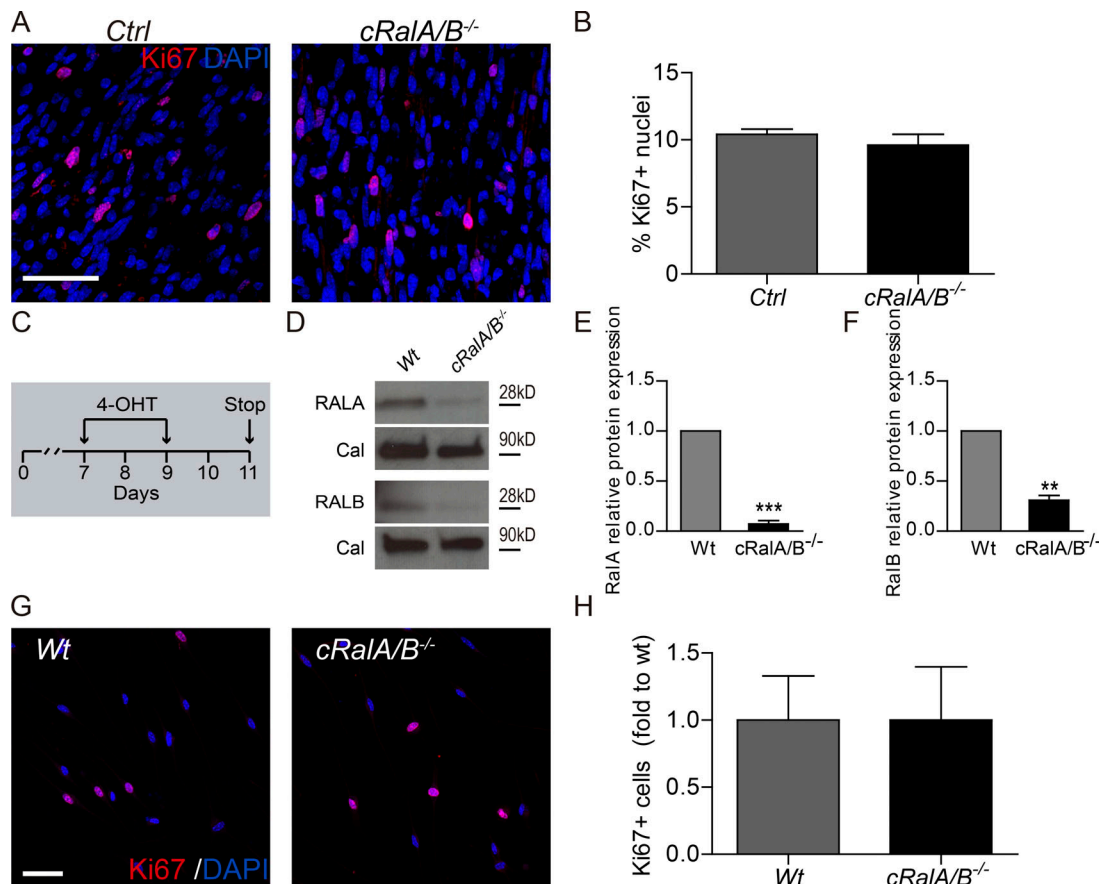 A
Ctrl
cRalA/B-/-
Ki67 DAPI
B
% Ki67+ nuclei
15
10
5
0
Ctrl
cRalA/B-/-
C
4-OHT
Stop
0
7
8
9
10
11
Days
D
Wt
cRalA/B-/-
RALA
28kD
Cal
90kD
RALB
28kD
Cal
90kD
E
RalA relative protein expression
1.5
1.0
0.5
0.0
***
Wt
cRalA/B-/-
F
RalB relative protein expression
1.5
1.0
0.5
0.0
**
Wt
cRalA/B-/-
G
Wt
cRalA/B-/-
Ki67 /DAPI
H
Ki67+ cells (fold to wt)
1.5
1.0
0.5
0.0
Wt
cRalA/B-/-